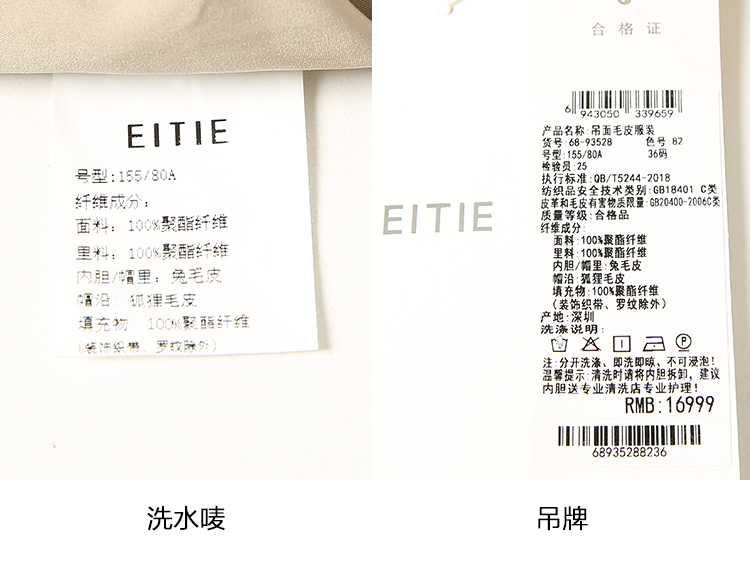 EITIE
号型:155/80A
纤维成分:
面料: 100%聚酯纤维
里料: 100%聚酯纤维
内胆/帽里: 兔毛皮
帽沿: 狐狸毛皮
填充物: 100%聚酯纤维
(装饰织带、罗纹除外)
洗水唛
EITIE
合格证
6 943050 339659
产品名称:吊面毛皮服装
货号: 68-93528 色号: 82
号型:155/80A 36码
检验员:25
执行标准:QB/T5244-2018
纺织品安全技术类别:GB18401 C类
皮革和毛皮有害物质限量:GB20400-2006C类
质量等级:合格品
纤维成分:
面料:100%聚酯纤维
里料:100%聚酯纤维
内胆/帽里:兔毛皮
帽沿:狐狸毛皮
填充物:100%聚酯纤维
(装饰织带、罗纹除外)
产地:深圳
洗涤说明:
注:分开洗涤、即洗即晾、不可浸泡!
温馨提示:清洗时请将内胆拆卸,建议
内胆送专业清洗店专业护理!
RMB:16999
68935288236
吊牌